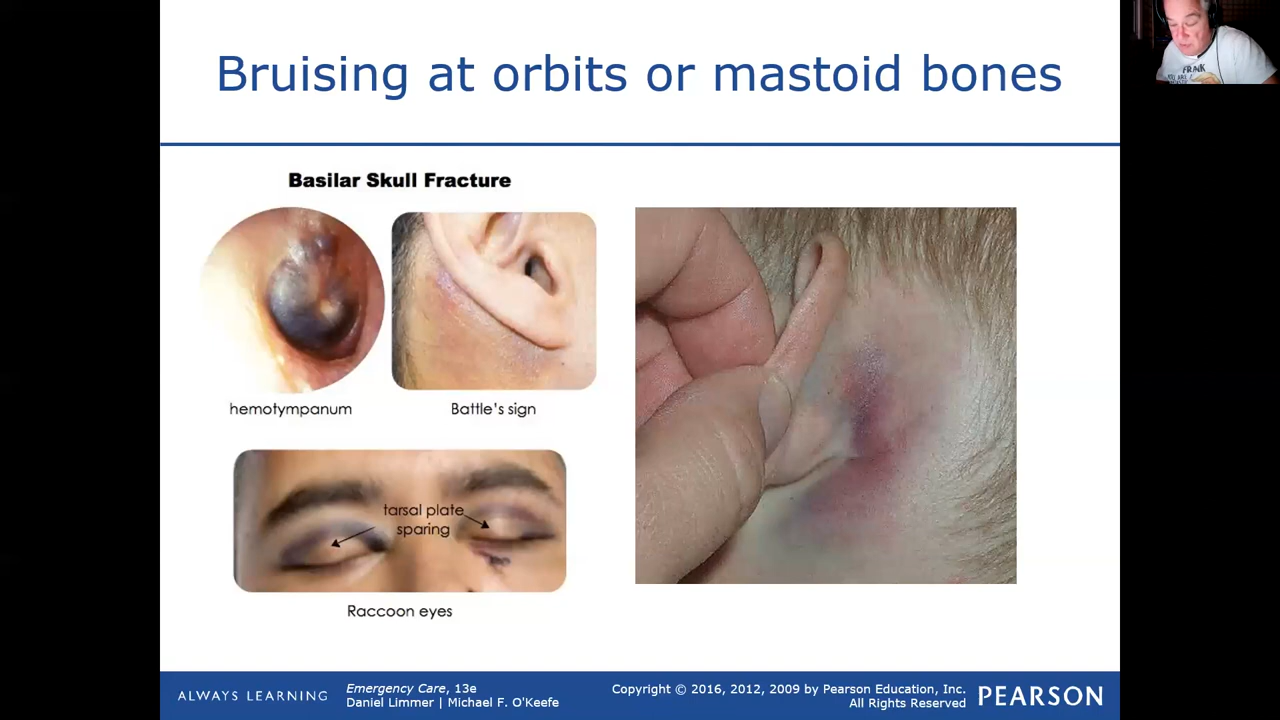 Bruising at orbits or mastoid bones
Basilar Skull Fracture
hemotympanum
Battle's sign
tarsal plate
sparing
Raccoon eyes
FRANK
ALWAYS LEARNING
Emergency Care, 13e
Daniel Limmer | Michael F. O'Keefe
Copyright © 2016, 2012, 2009 by Pearson Education, Inc.
All Rights Reserved
PEARSON